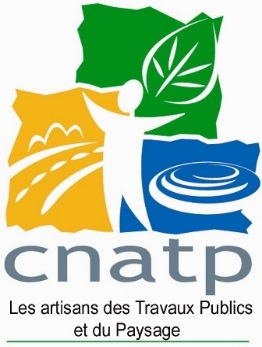 cnatp
Les artisans des Travaux Publics
et du Paysage